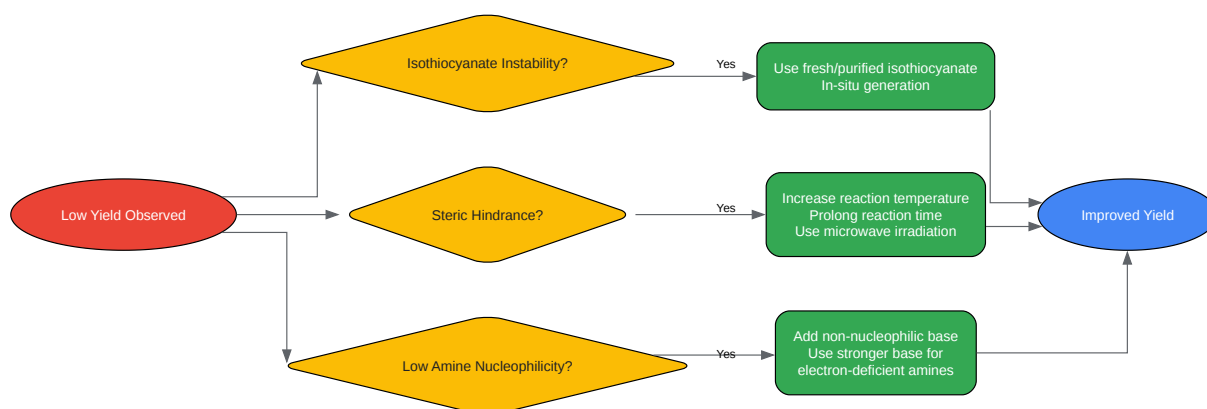 Isothiocyanate Instability?
Yes
Use fresh/purified isothiocyanate
In-situ generation
Low Yield Observed
Steric Hindrance?
Yes
Increase reaction temperature
Prolong reaction time
Use microwave irradiation
Improved Yield
Low Amine Nucleophilicity?
Yes
Add non-nucleophilic base
Use stronger base for
electron-deficient amines